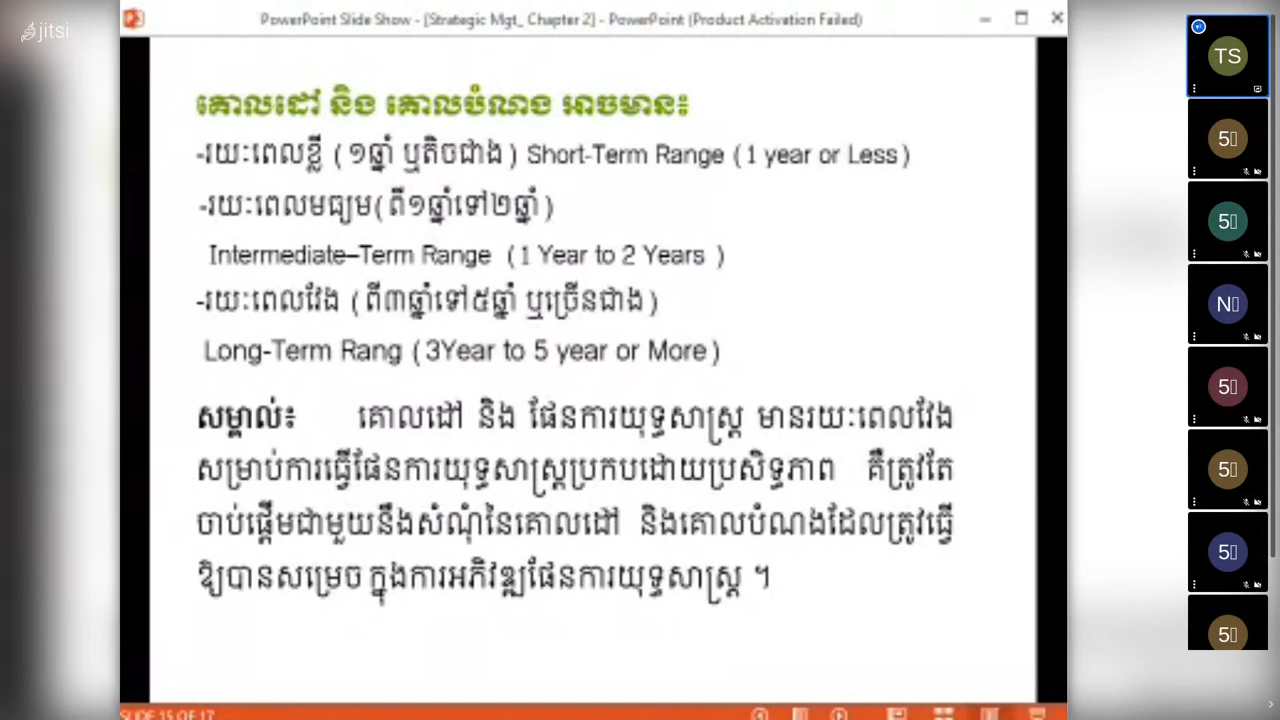 jitsi
PowerPoint Slide Show - [Strategic Mgt_ Chapter 2] - PowerPoint (Product Activation Failed)
គោលដៅ និង គោលបំណង អាចមាន៖
-រយៈពេលខ្លី ( ១ឆ្នាំ ឬតិចជាង ) Short-Term Range (1 year or Less)
-រយៈពេលមធ្យម( ពី១ឆ្នាំទៅ២ឆ្នាំ )
Intermediate–Term Range (1 Year to 2 Years )
-រយៈពេលវែង ( ពី៣ឆ្នាំទៅ៥ឆ្នាំ ឬច្រើនជាង )
Long-Term Rang (3Year to 5 year or More)
សម្គាល់៖ គោលដៅ និង ផែនការយុទ្ធសាស្ត្រ មានរយៈពេលវែង
សម្រាប់ការធ្វើផែនការយុទ្ធសាស្ត្រប្រកបដោយប្រសិទ្ធភាព គឺត្រូវតែ
ចាប់ផ្តើមជាមួយនឹងសំណុំនៃគោលដៅ និងគោលបំណងដែលត្រូវធ្វើ
ឱ្យបានសម្រេច ក្នុងការអភិវឌ្ឍផែនការយុទ្ធសាស្ត្រ ។
SLIDE 15 OF 17
TS
5
5
N
5
5
5
5